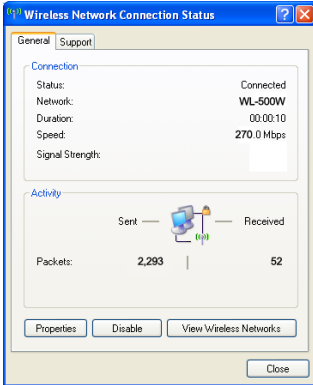 Wireless Network Connection Status
General Support
Connection
Status: Connected
Network: WL-500W
Duration: 00:00:10
Speed: 270.0 Mbps
Signal Strength:
Activity
Sent Received
Packets: 2,293 52
Properties Disable View Wireless Networks
Close